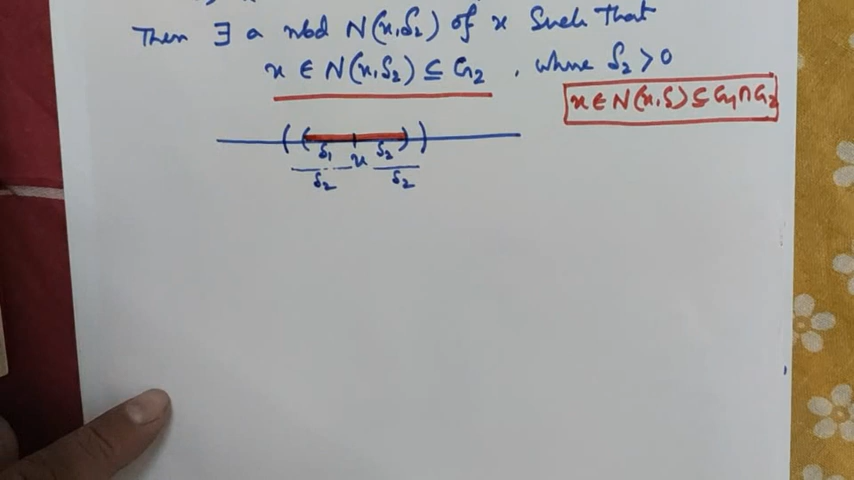 Then ∃ a nbd N(x,δ₂) of x Such that
x ∈ N(x,δ₂) ⊆ G₂ , where δ₂ > 0
x ∈ N(x,δ) ⊆ G₁∩G₂
( ( ) )
δ₁ x δ₂
δ₂ δ₂